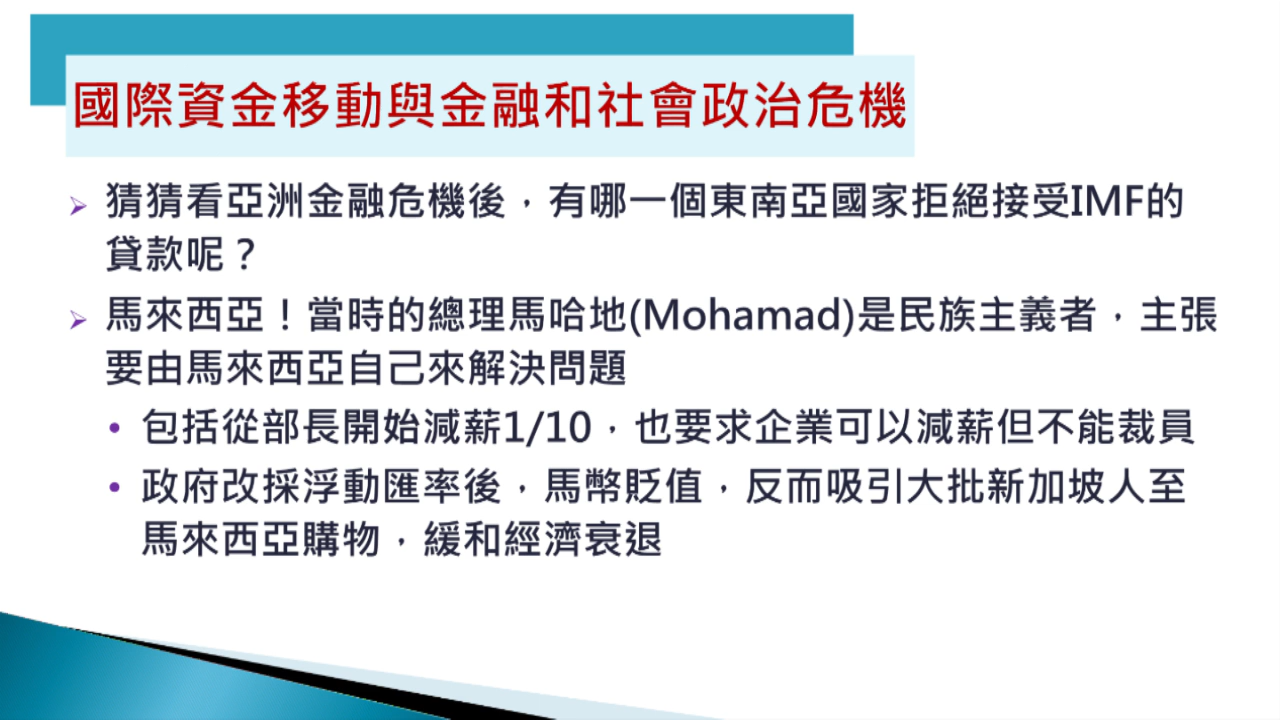 國際資金移動與金融和社會政治危機
猜猜看亞洲金融危機後，有哪一個東南亞國家拒絕接受IMF的
貸款呢？
馬來西亞！當時的總理馬哈地(Mohamad)是民族主義者，主張
要由馬來西亞自己來解決問題
包括從部長開始減薪1/10，也要求企業可以減薪但不能裁員
政府改採浮動匯率後，馬幣貶值，反而吸引大批新加坡人至
馬來西亞購物，緩和經濟衰退